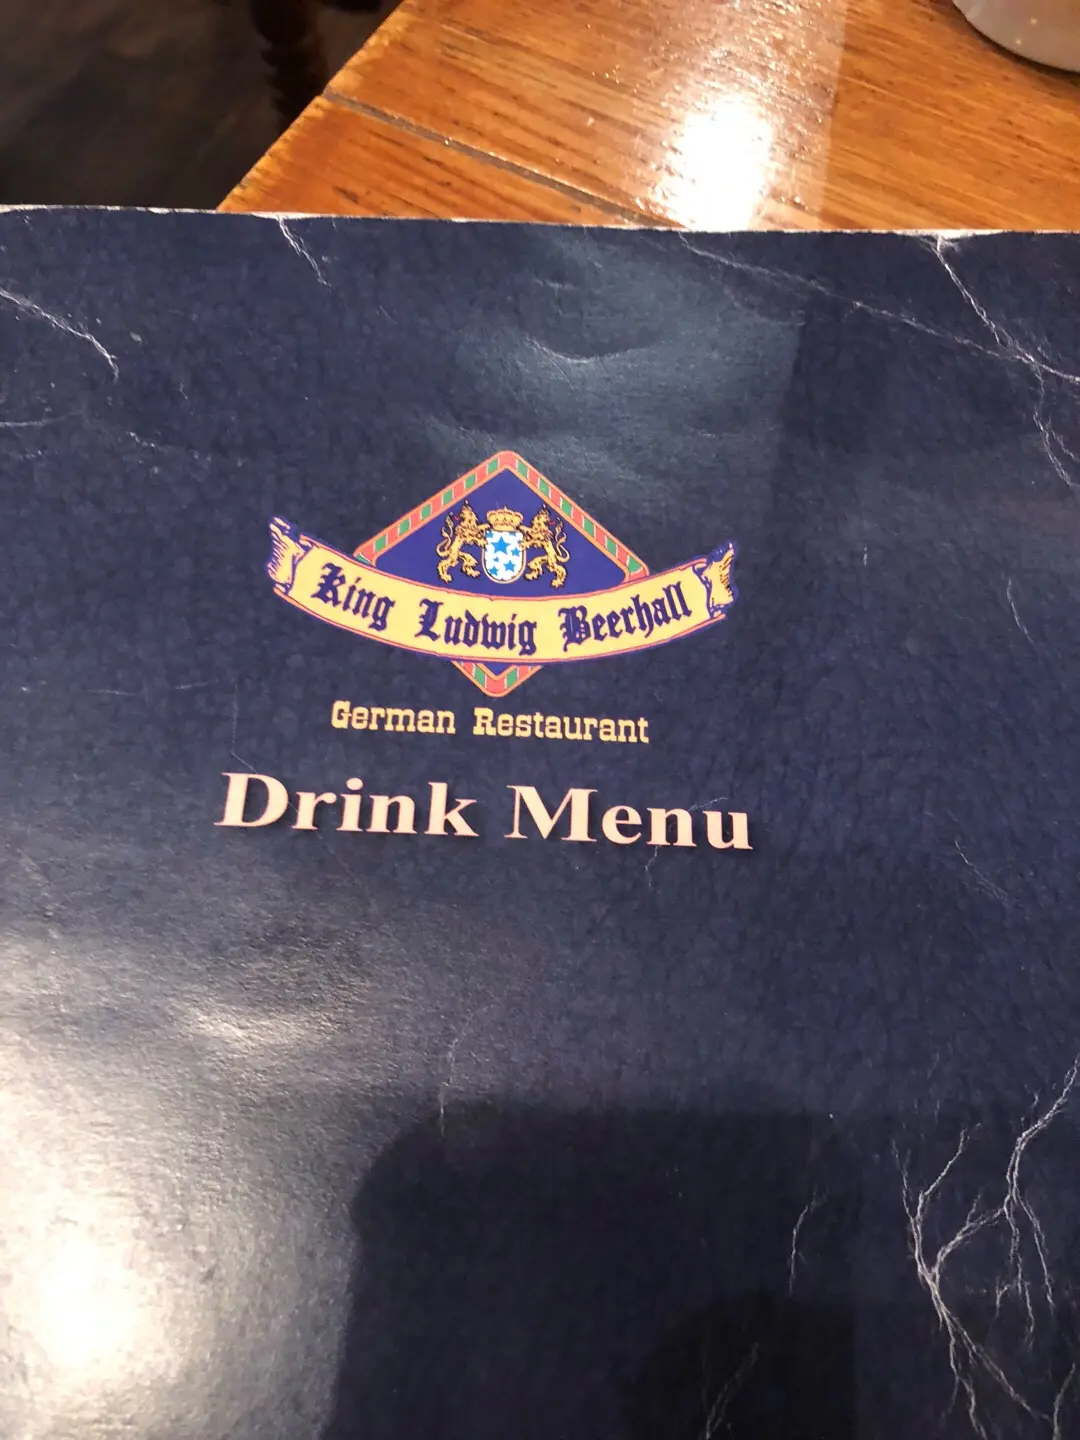 King Ludwig Beerhall
German Restaurant
Drink Menu